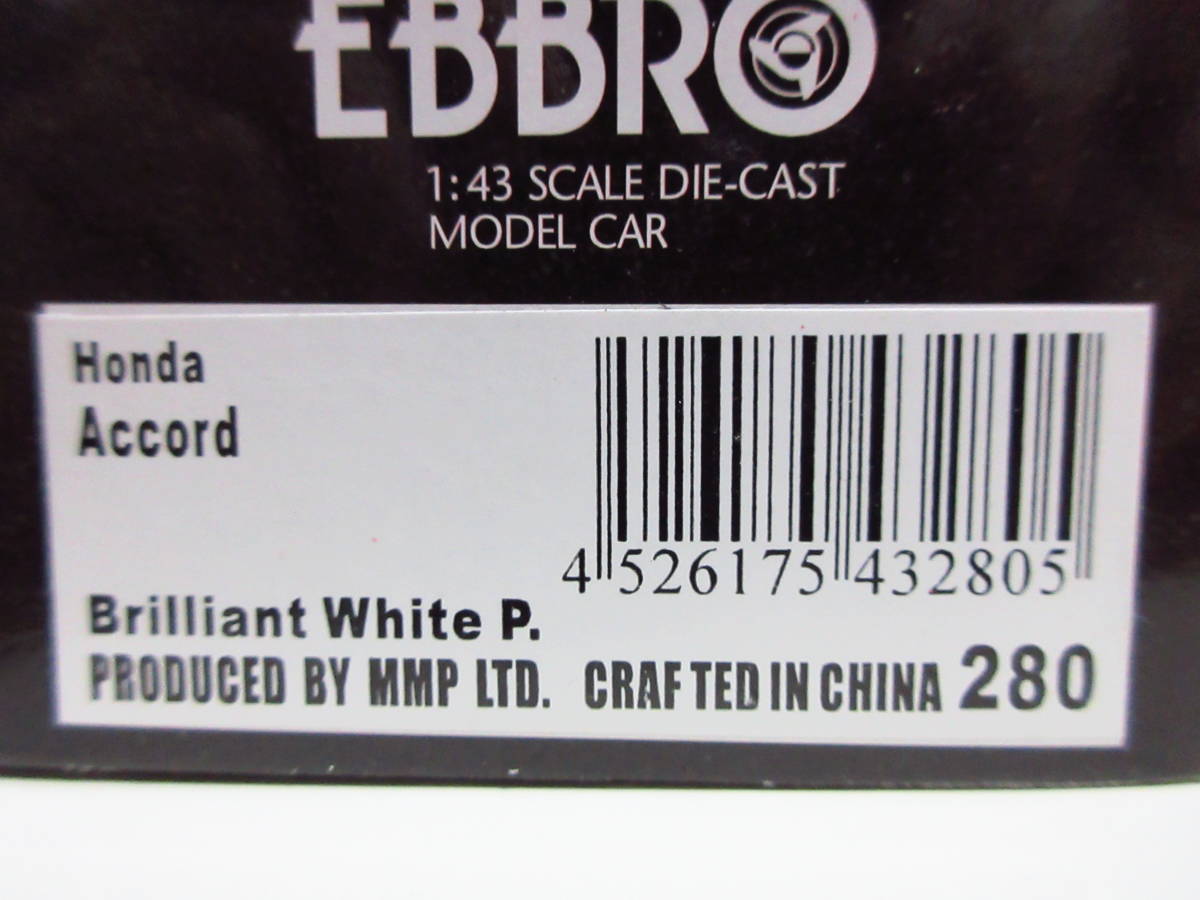 EBBRO
1:43 SCALE DIE-CAST
MODEL CAR
Honda
Accord
4 526175 432805
Brilliant White P.
PRODUCED BY MMP LTD. CRAFTED IN CHINA 280